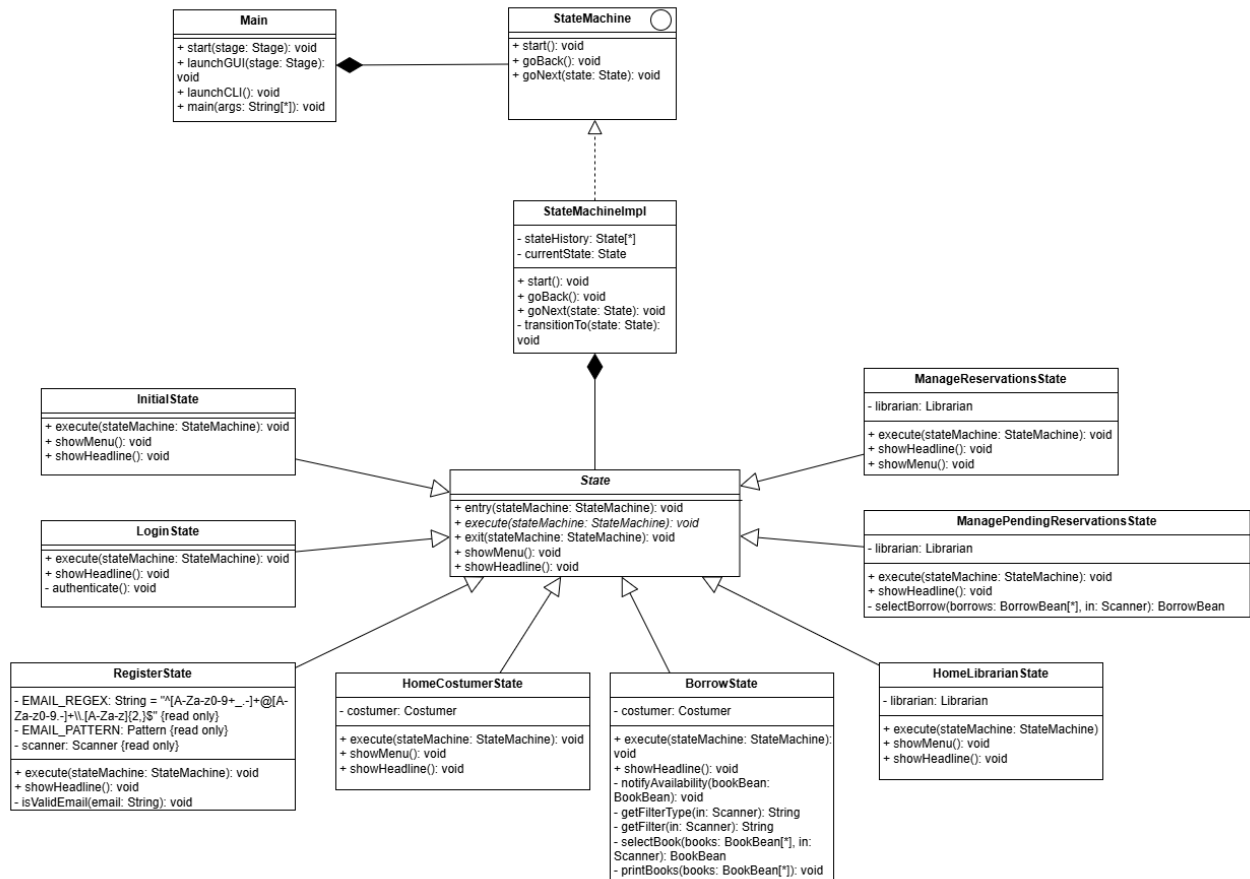 Main
+ start(stage: Stage): void
+ launchGUI(stage: Stage):
void
+ launchCLI(): void
+ main(args: String[*]): void
StateMachine
+ start(): void
+ goBack(): void
+ goNext(state: State): void
StateMachineImpl
- stateHistory: State[*]
- currentState: State
+ start(): void
+ goBack(): void
+ goNext(state: State): void
- transitionTo(state: State):
void
InitialState
+ execute(stateMachine: StateMachine): void
+ showMenu(): void
+ showHeadline(): void
ManageReservationsState
- librarian: Librarian
+ execute(stateMachine: StateMachine): void
+ showHeadline(): void
+ showMenu(): void
State
+ entry(stateMachine: StateMachine): void
+ execute(stateMachine: StateMachine): void
+ exit(stateMachine: StateMachine): void
+ showMenu(): void
+ showHeadline(): void
LoginState
+ execute(stateMachine: StateMachine): void
+ showHeadline(): void
- authenticate(): void
ManagePendingReservationsState
- librarian: Librarian
+ execute(stateMachine: StateMachine): void
+ showHeadline(): void
- selectBorrow(borrows: BorrowBean[*], in: Scanner): BorrowBean
RegisterState
- EMAIL_REGEX: String = "^[A-Za-z0-9+_.-]+@[A-
Za-z0-9.-]+\\.[A-Za-z]{2,}$" {read only}
- EMAIL_PATTERN: Pattern {read only}
- scanner: Scanner {read only}
+ execute(stateMachine: StateMachine): void
+ showHeadline(): void
- isValidEmail(email: String): void
HomeCostumerState
- costumer: Costumer
+ execute(stateMachine: StateMachine): void
+ showMenu(): void
+ showHeadline(): void
BorrowState
- costumer: Costumer
+ execute(stateMachine: StateMachine):
void
+ showHeadline(): void
- notifyAvailability(bookBean:
BookBean): void
- getFilterType(in: Scanner): String
- getFilter(in: Scanner): String
- selectBook(books: BookBean[*], in:
Scanner): BookBean
- printBooks(books: BookBean[*]): void
HomeLibrarianState
- librarian: Librarian
+ execute(stateMachine: StateMachine)
+ showMenu(): void
+ showHeadline(): void